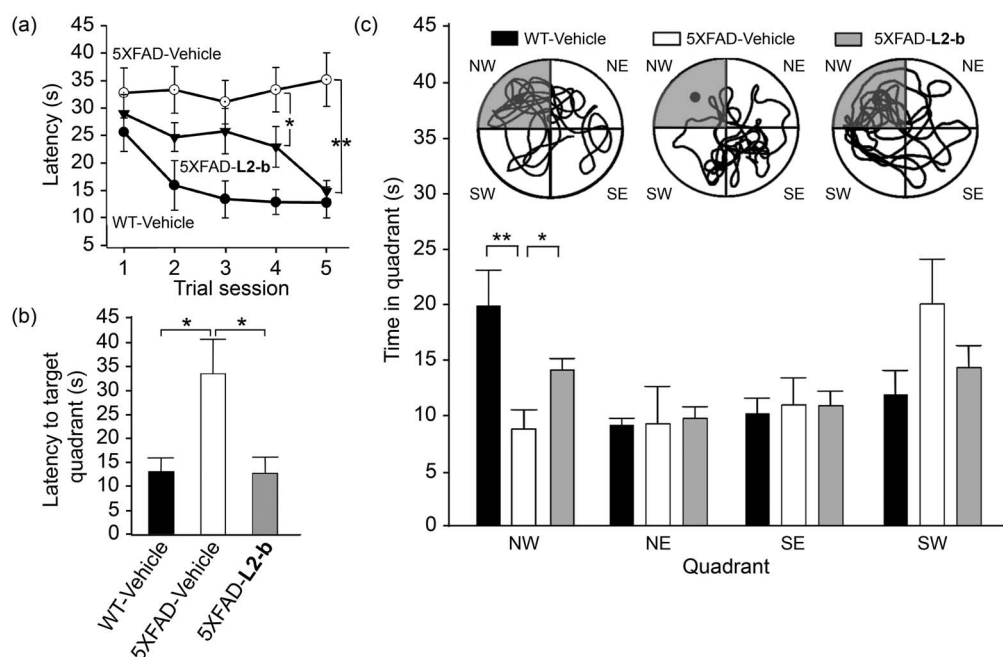 (a)
Latency (s)
45
40
35
30
25
20
15
10
5
5XFAD-Vehicle
5XFAD-L2-b
WT-Vehicle
*
**
1 2 3 4 5
Trial session
(b)
Latency to target
quadrant (s)
45
40
35
30
25
20
15
10
5
0
* *
WT-Vehicle
5XFAD-Vehicle
5XFAD-L2-b
(c)
Time in quadrant (s)
45
40
35
30
25
20
15
10
5
0
WT-Vehicle 5XFAD-Vehicle 5XFAD-L2-b
NW NE NW NE NW NE
SW SE SW SE SW SE
** *
NW NE SE SW
Quadrant